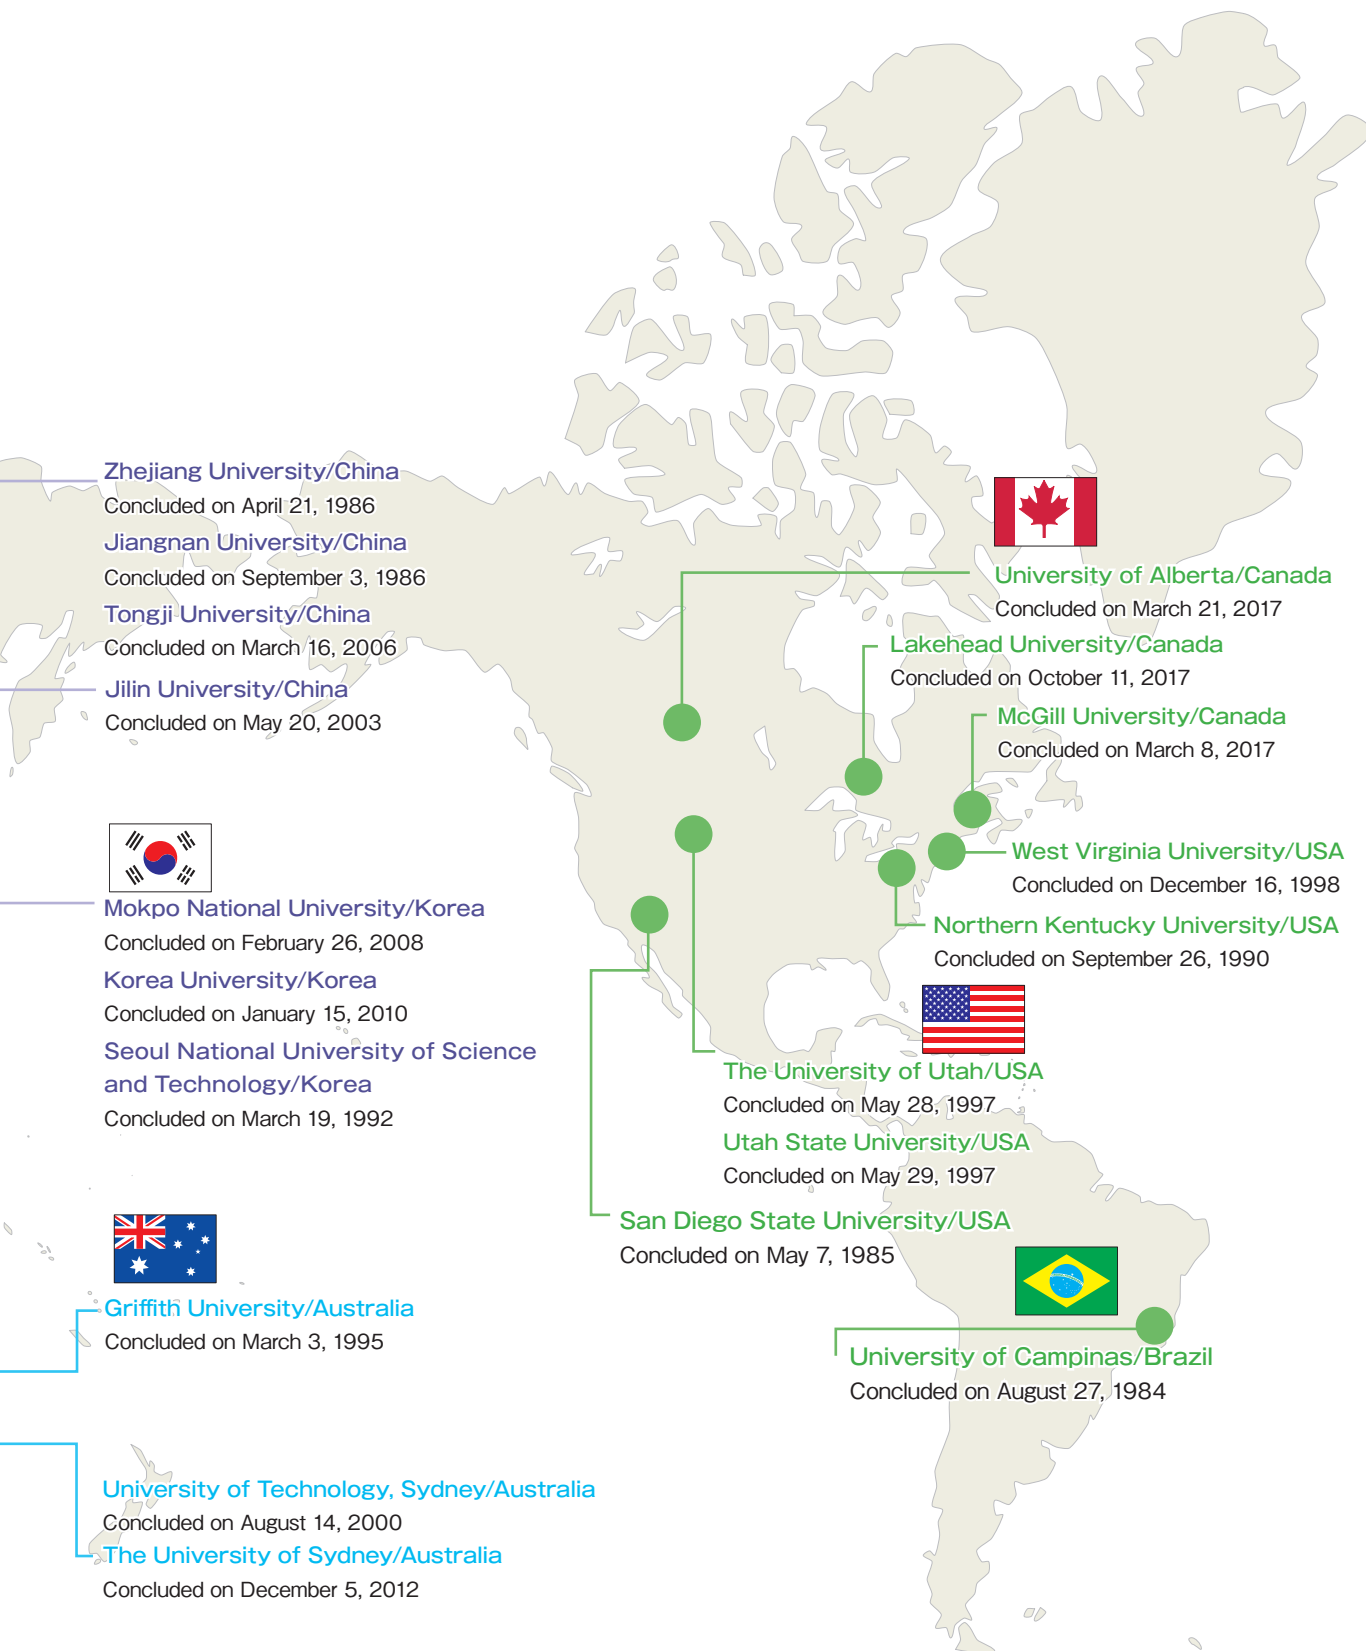 Zhejiang University/China
Concluded on April 21, 1986
Jiangnan University/China
Concluded on September 3, 1986
Tongji University/China
Concluded on March 16, 2006
Jilin University/China
Concluded on May 20, 2003
Mokpo National University/Korea
Concluded on February 26, 2008
Korea University/Korea
Concluded on January 15, 2010
Seoul National University of Science
and Technology/Korea
Concluded on March 19, 1992
Griffith University/Australia
Concluded on March 3, 1995
University of Technology, Sydney/Australia
Concluded on August 14, 2000
The University of Sydney/Australia
Concluded on December 5, 2012
University of Alberta/Canada
Concluded on March 21, 2017
Lakehead University/Canada
Concluded on October 11, 2017
McGill University/Canada
Concluded on March 8, 2017
West Virginia University/USA
Concluded on December 16, 1998
Northern Kentucky University/USA
Concluded on September 26, 1990
The University of Utah/USA
Concluded on May 28, 1997
Utah State University/USA
Concluded on May 29, 1997
San Diego State University/USA
Concluded on May 7, 1985
University of Campinas/Brazil
Concluded on August 27, 1984